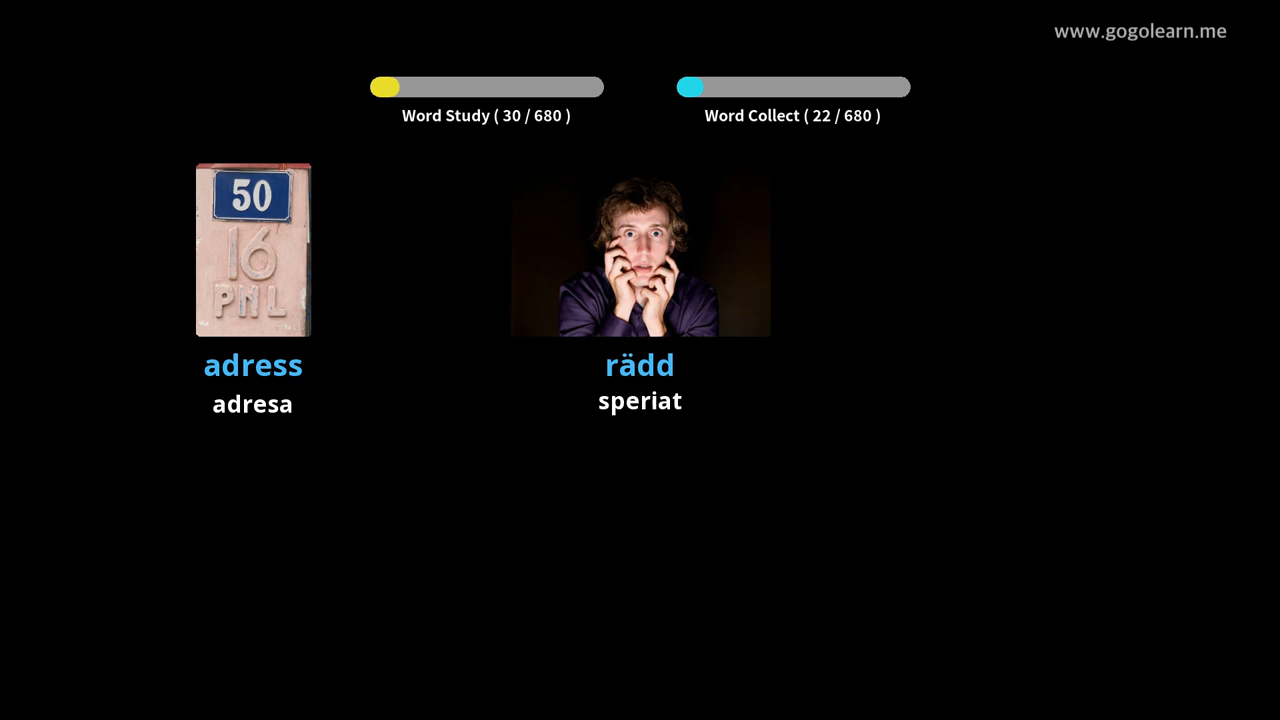 www.gogolearn.me
Word Study ( 30 / 680 )
Word Collect ( 22 / 680 )
50
16
PNL
adress
rädd
adresa
speriat